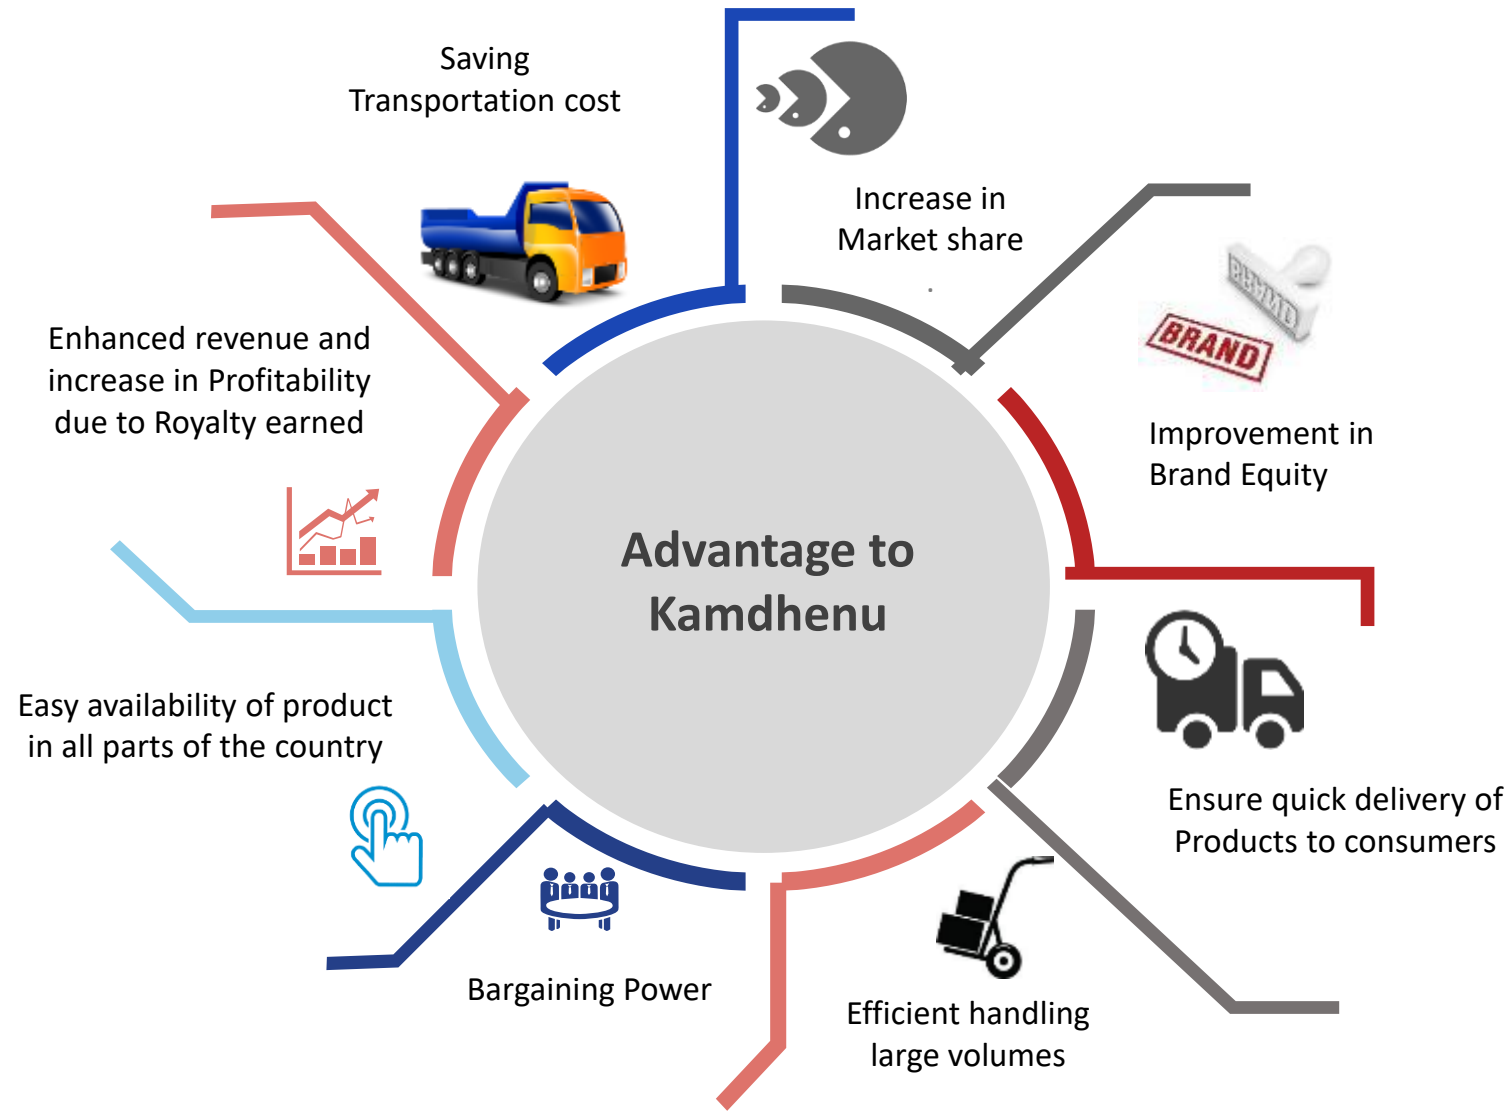 Saving
Transportation cost
Increase in
Market share
.
BRAND
BRAND
Improvement in
Brand Equity
Enhanced revenue and
increase in Profitability
due to Royalty earned
Advantage to
Kamdhenu
Easy availability of product
in all parts of the country
Ensure quick delivery of
Products to consumers
Bargaining Power
Efficient handling
large volumes